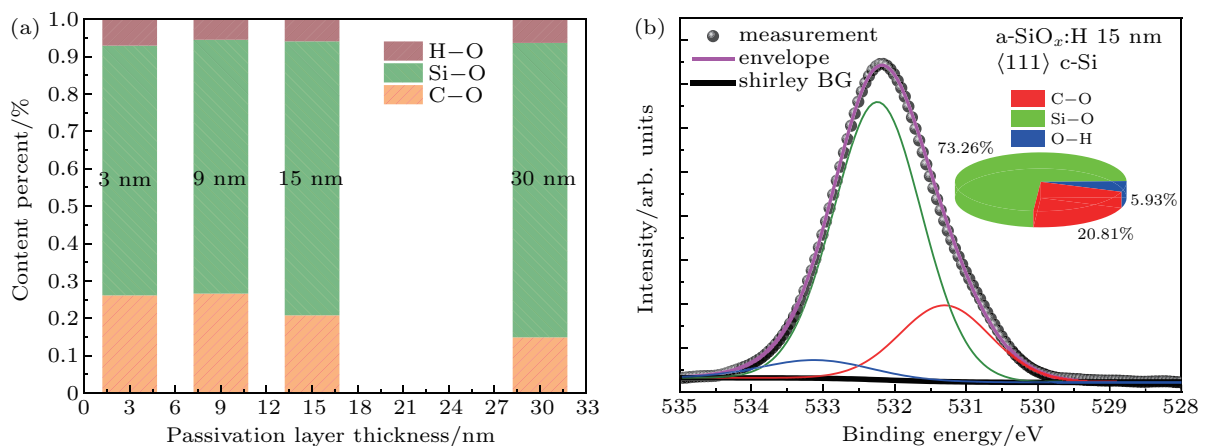 (a)
Content percent/%
1.0
0.9
0.8
0.7
0.6
0.5
0.4
0.3
0.2
0.1
0
H−O
Si−O
C−O
3 nm
9 nm
15 nm
30 nm
0 3 6 9 12 15 18 21 24 27 30 33
Passivation layer thickness/nm
(b)
Intensity/arb. units
measurement
envelope
shirley BG
a-SiOₓ:H 15 nm
⟨111⟩ c-Si
C−O
Si−O
O−H
73.26%
5.93%
20.81%
535 534 533 532 531 530 529 528
Binding energy/eV